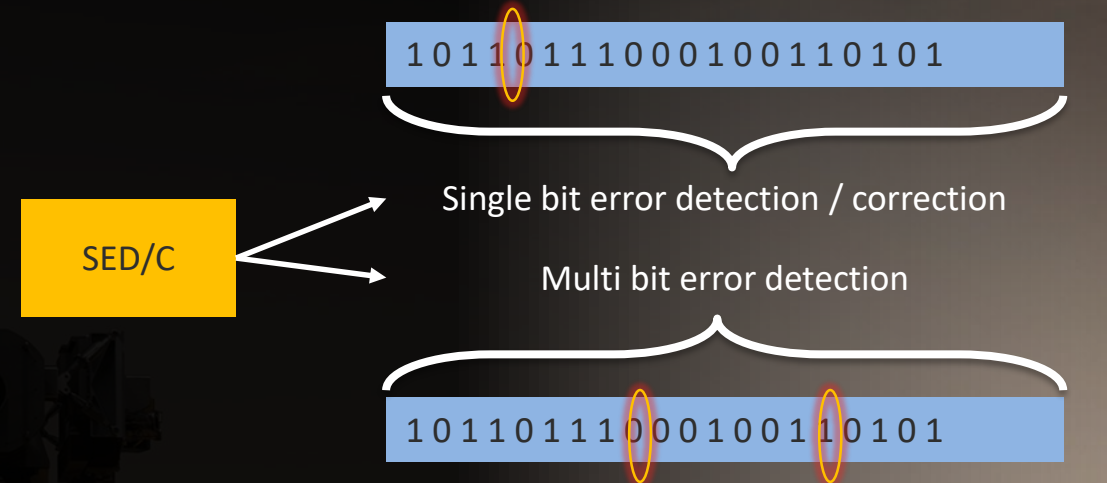 1 0 1 1 0 1 1 1 0 0 0 1 0 0 1 1 0 1 0 1
Single bit error detection / correction
SED/C
Multi bit error detection
1 0 1 1 0 1 1 1 0 0 0 1 0 0 1 1 0 1 0 1